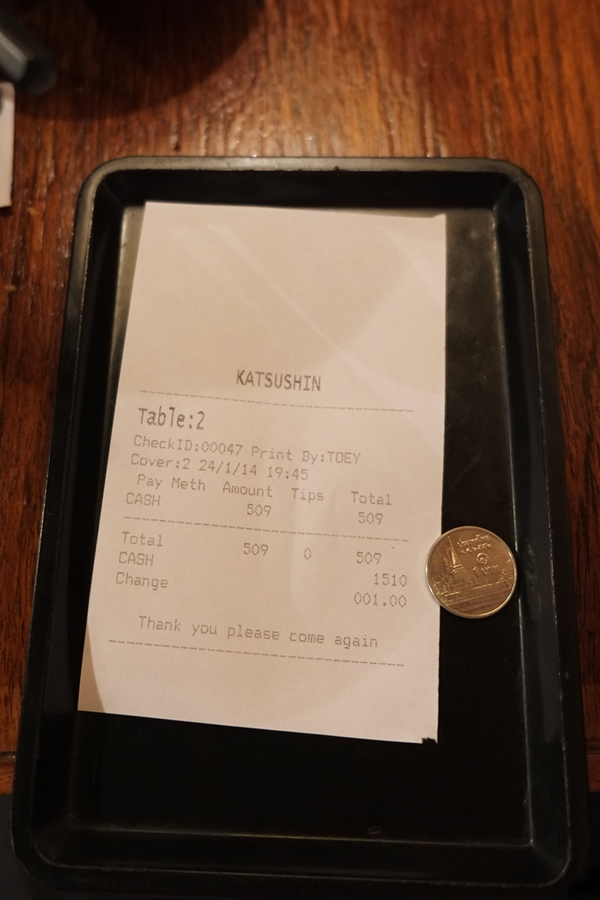 KATSUSHIN
Table:2
CheckID:00047 Print By:TOEY
Cover:2 24/1/14 19:45
Pay Meth Amount Tips Total
CASH 509 509
Total 509 0 509
CASH 1510
Change 001.00
Thank you please come again